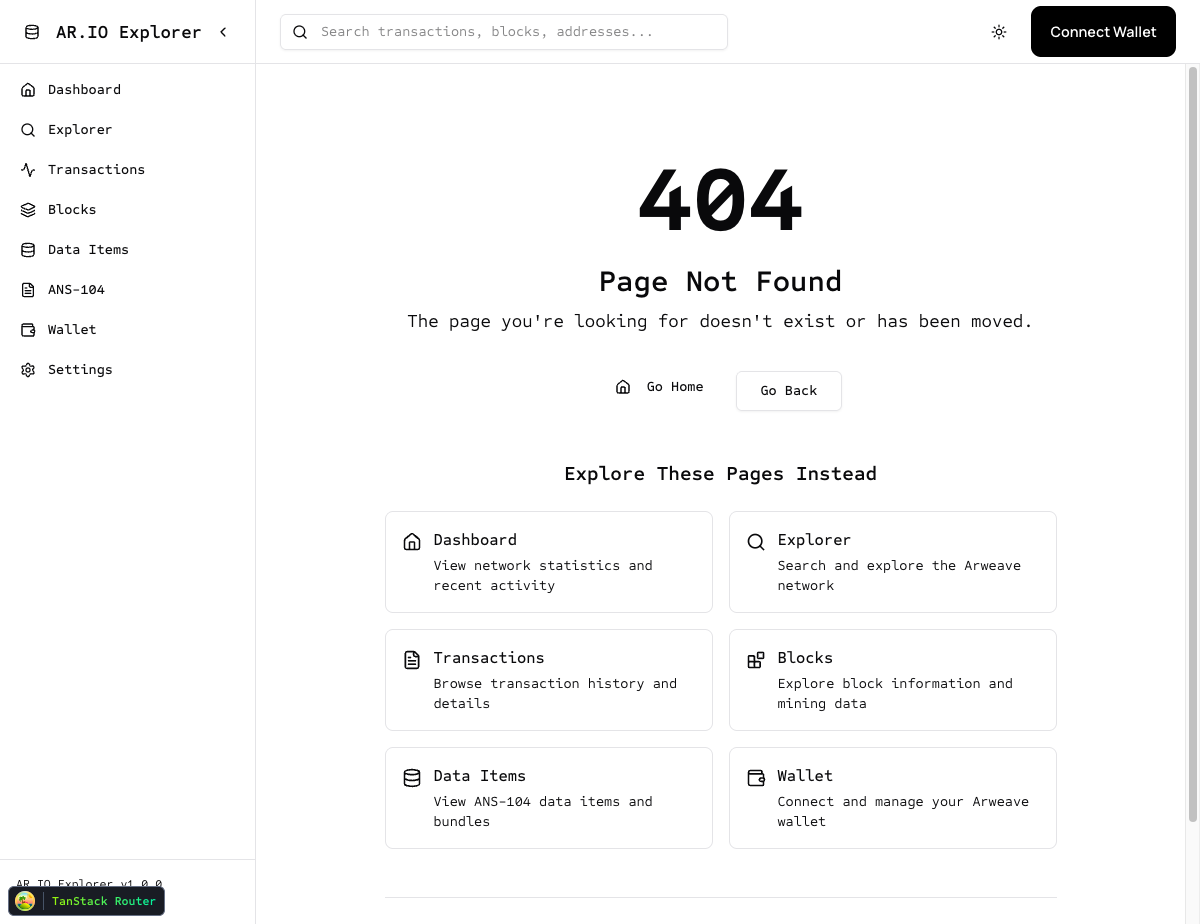 AR.IO Explorer
Search transactions, blocks, addresses...
Connect Wallet
Dashboard
Explorer
Transactions
Blocks
Data Items
ANS-104
Wallet
Settings
404
Page Not Found
The page you're looking for doesn't exist or has been moved.
Go Home
Go Back
Explore These Pages Instead
Dashboard
View network statistics and
recent activity
Explorer
Search and explore the Arweave
network
Transactions
Browse transaction history and
details
Blocks
Explore block information and
mining data
Data Items
View ANS-104 data items and
bundles
Wallet
Connect and manage your Arweave
wallet
AR.IO Explorer v1.0.0
TanStack Router